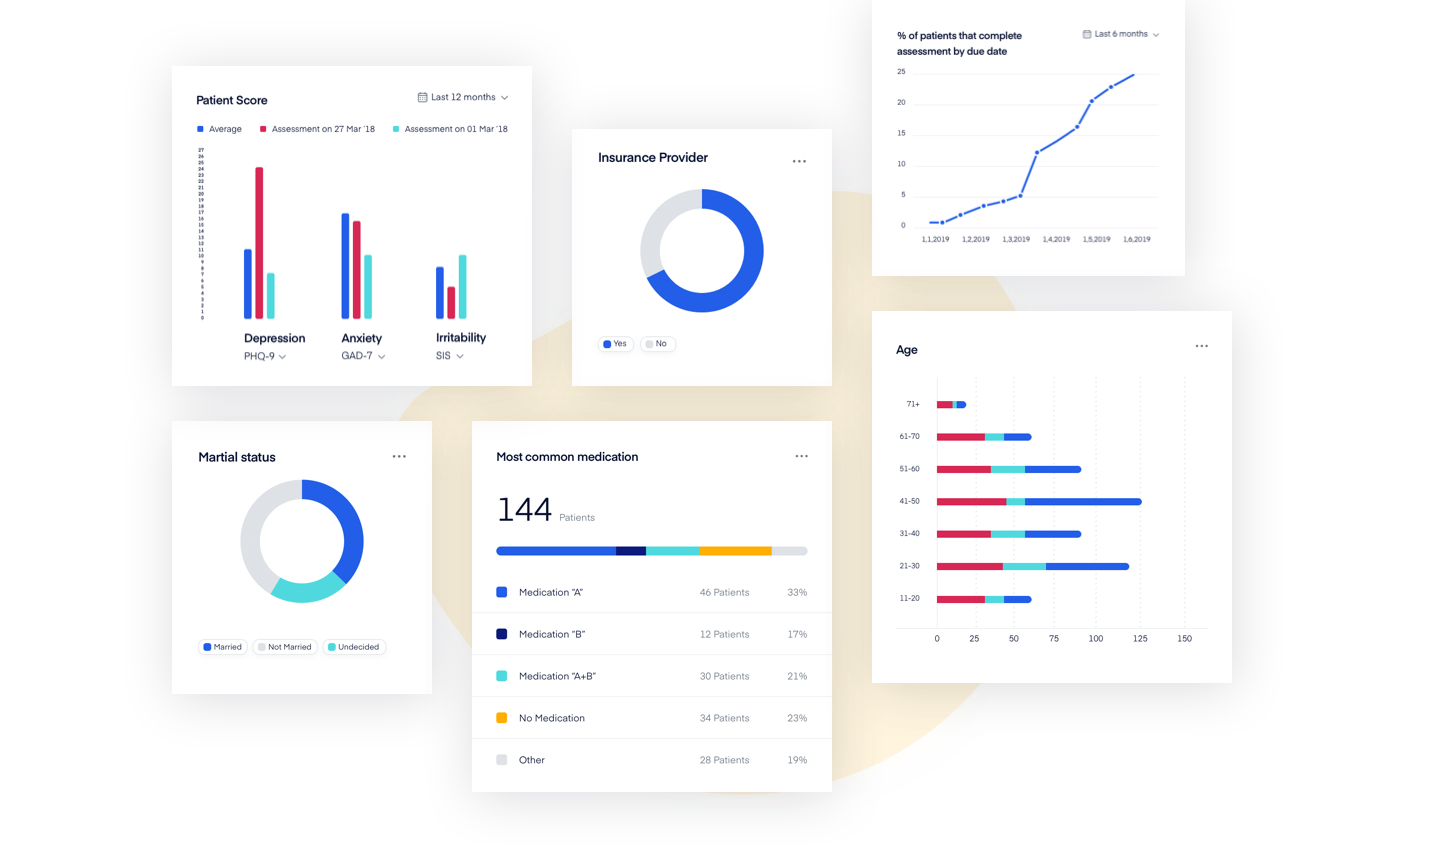 Patient Score
Last 12 months
Average
Assessment on 27 Mar '18
Assessment on 01 Mar '18
27
26
25
24
23
22
21
20
19
18
17
16
15
14
13
12
11
10
9
8
7
6
5
4
3
2
1
0
Depression
Anxiety
Irritability
PHQ-9
GAD-7
SIS
Insurance Provider
Yes
No
% of patients that complete
assessment by due date
Last 6 months
25
20
15
10
5
0
1,1,2019
1,2,2019
1,3,2019
1,4,2019
1,5,2019
1,6,2019
Martial status
Married
Not Married
Undecided
Most common medication
144 Patients
Medication "A" 46 Patients 33%
Medication "B" 12 Patients 17%
Medication "A+B" 30 Patients 21%
No Medication 34 Patients 23%
Other 28 Patients 19%
Age
71+
61-70
51-60
41-50
31-40
21-30
11-20
0 25 50 75 100 125 150